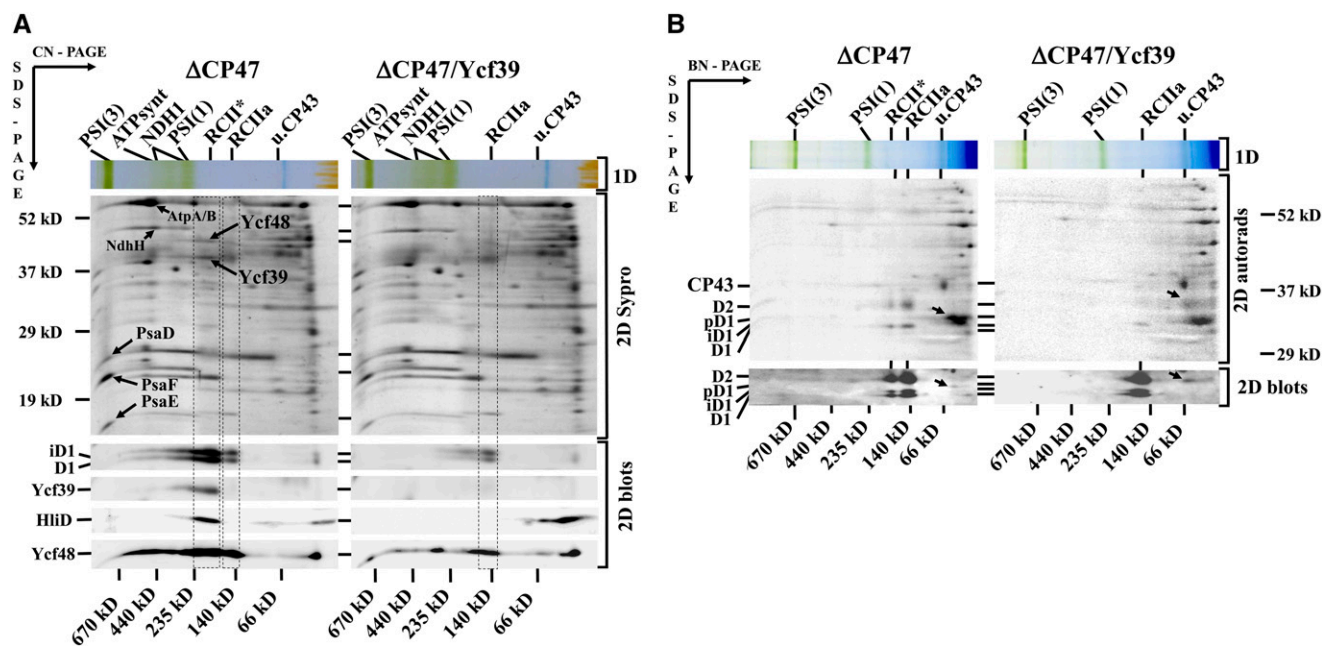 A
CN - PAGE
SDS-PAGE
ΔCP47
ΔCP47/Ycf39
PSI(3)
ATPsynt
NDH1
PSI(1)
RCII*
RCIIa
u.CP43
PSI(3)
ATPsynt
NDH1
PSI(1)
RCIIa
u.CP43
1D
52 kD
37 kD
29 kD
19 kD
AtpA/B
NdhH
Ycf48
Ycf39
PsaD
PsaF
PsaE
2D Sypro
iD1
D1
Ycf39
HliD
Ycf48
2D blots
670 kD
440 kD
235 kD
140 kD
66 kD
670 kD
440 kD
235 kD
140 kD
66 kD
B
BN - PAGE
SDS-PAGE
ΔCP47
ΔCP47/Ycf39
PSI(3)
PSI(1)
RCII*
RCIIa
u.CP43
PSI(3)
PSI(1)
RCIIa
u.CP43
1D
CP43
D2
pD1
iD1
D1
52 kD
37 kD
29 kD
2D autorads
D2
pD1
iD1
D1
2D blots
670 kD
440 kD
235 kD
140 kD
66 kD
670 kD
440 kD
235 kD
140 kD
66 kD